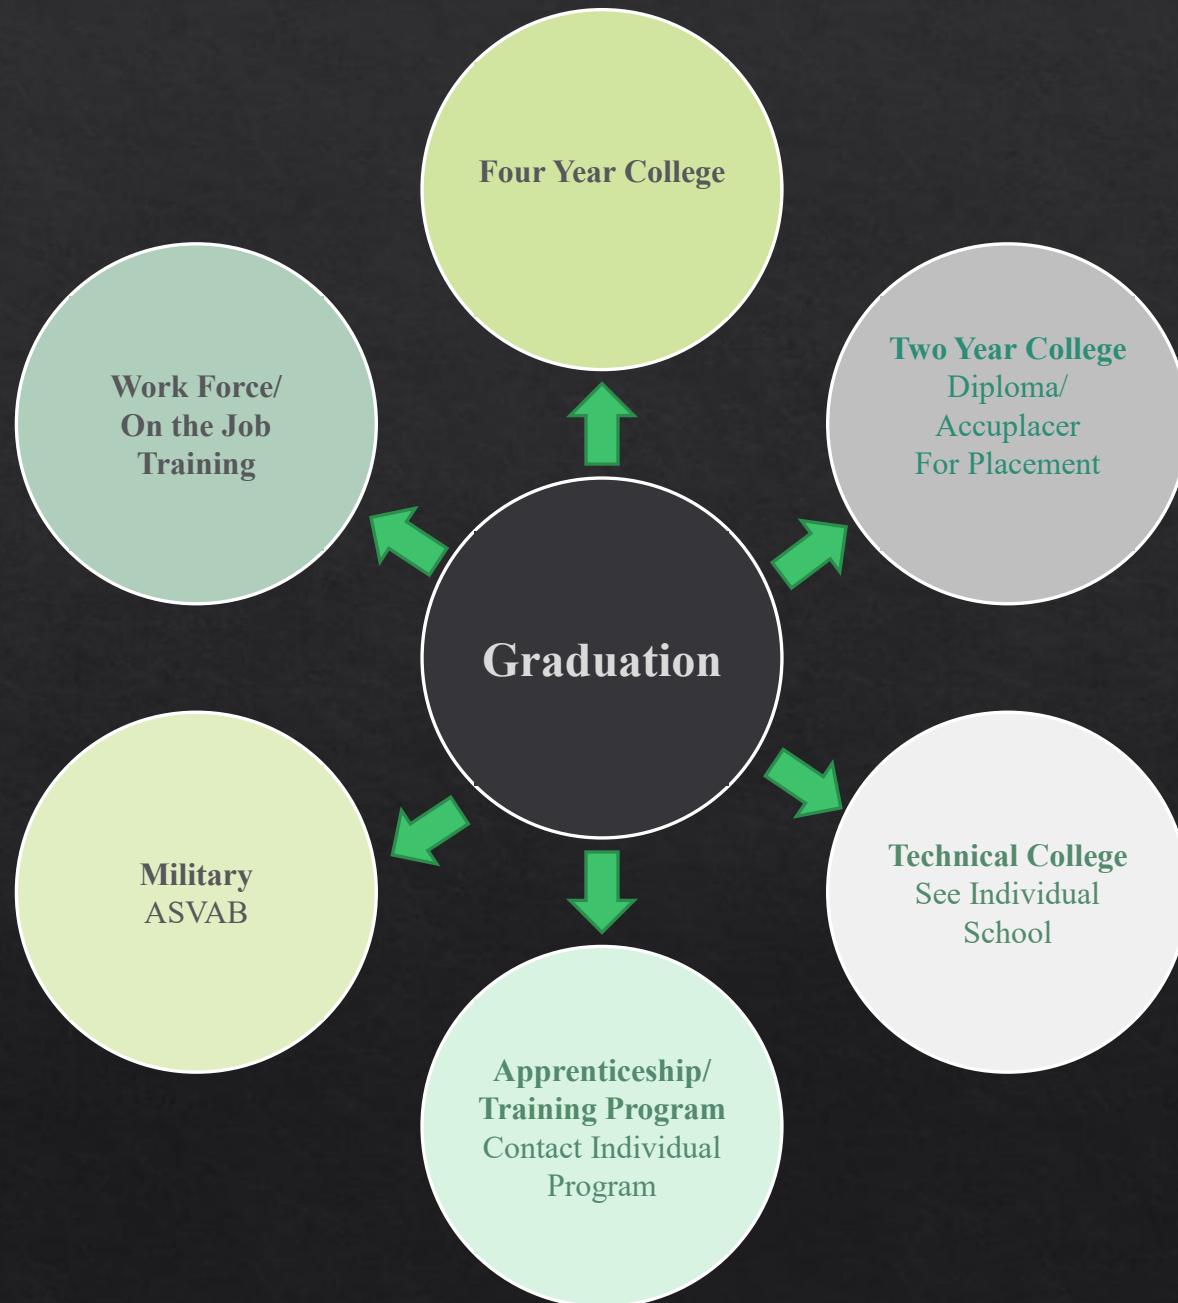 Four Year College
Work Force/
On the Job
Training
Two Year College
Diploma/
Accuplacer
For Placement
Graduation
Military
ASVAB
Technical College
See Individual
School
Apprenticeship/
Training Program
Contact Individual
Program